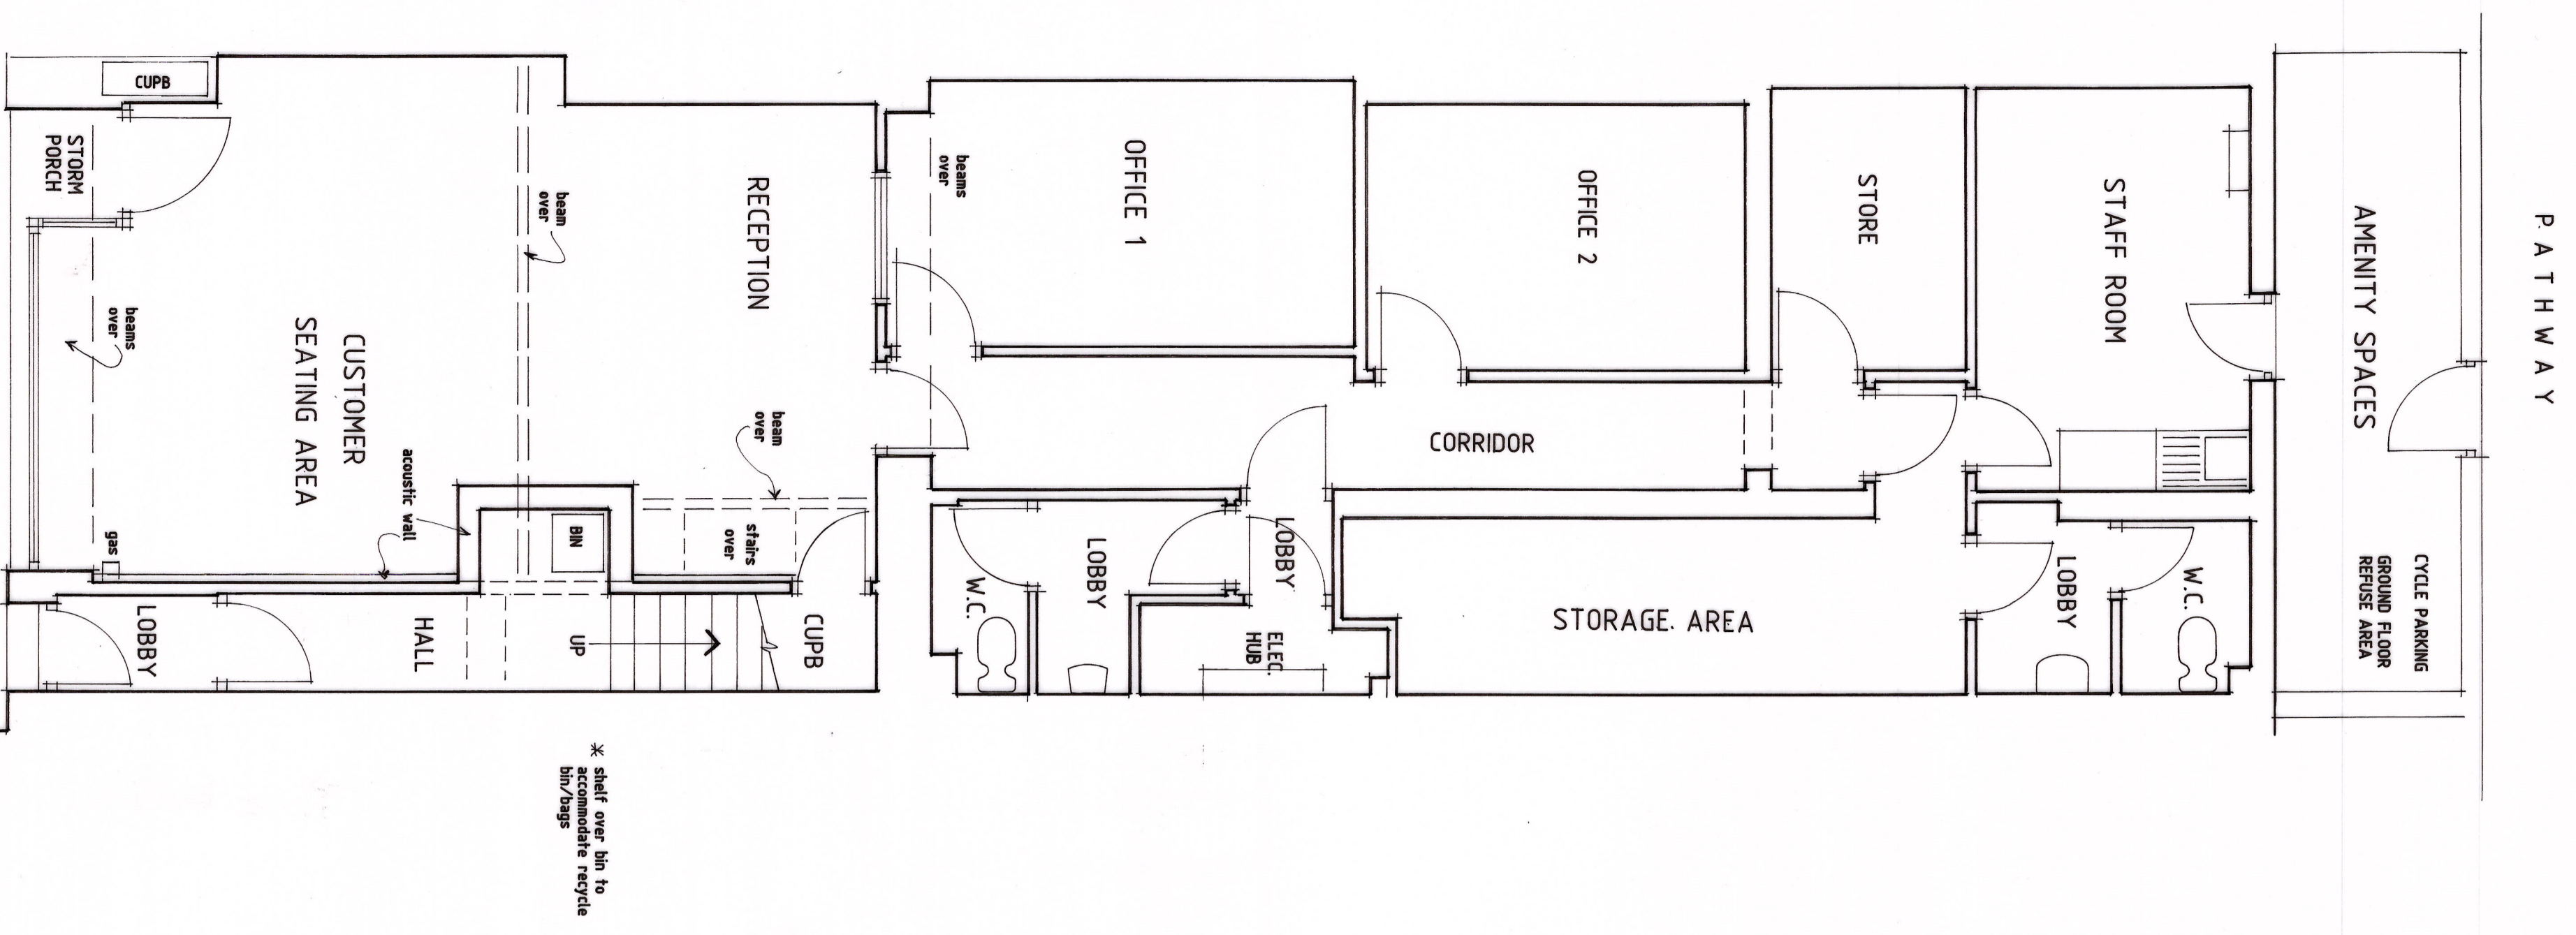 CUPB
STORM
PORCH
beams
over
CUSTOMER
SEATING AREA
gas
acoustic wall
beam
over
RECEPTION
beam
over
stairs
over
BIN
LOBBY
HALL
UP
CUPB
beams
over
OFFICE 1
OFFICE 2
STORE
STAFF ROOM
CORRIDOR
W.C.
LOBBY
LOBBY
ELEC.
HUB
STORAGE. AREA
LOBBY
W.C.
AMENITY SPACES
CYCLE PARKING
GROUND FLOOR
REFUSE AREA
PATHWAY
* shelf over bin to
accommodate recycle
bin/bags